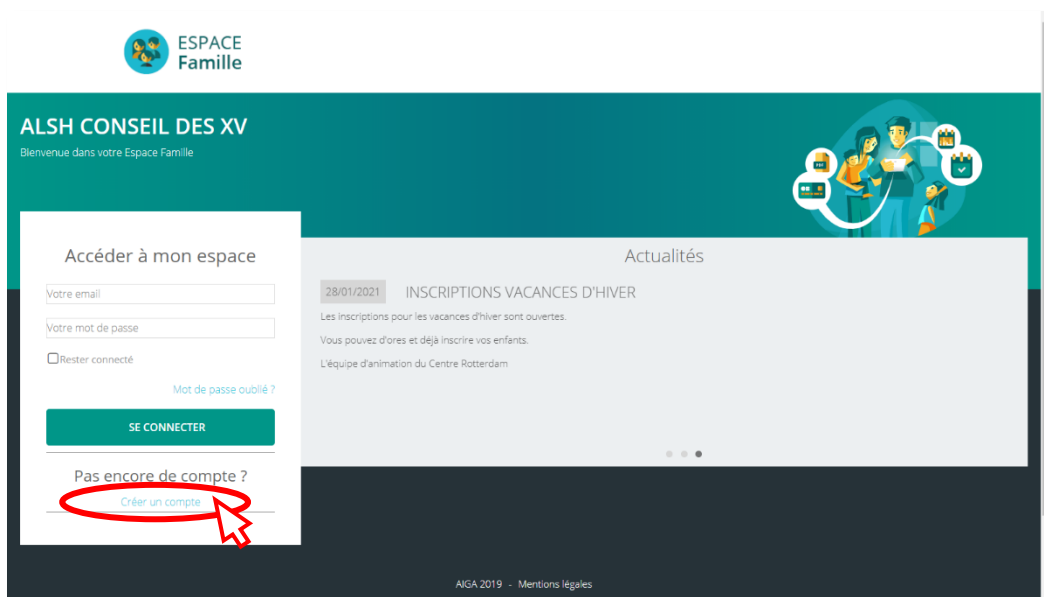 ESPACE
Famille
ALSH CONSEIL DES XV
Bienvenue dans votre Espace Famille
Accéder à mon espace
Votre email
Votre mot de passe
Rester connecté
Mot de passe oublié ?
SE CONNECTER
Pas encore de compte ?
Créer un compte
Actualités
28/01/2021 INSCRIPTIONS VACANCES D'HIVER
Les inscriptions pour les vacances d'hiver sont ouvertes.
Vous pouvez d'ores et déjà inscrire vos enfants.
L'équipe d'animation du Centre Rotterdam
AIGA 2019 - Mentions légales